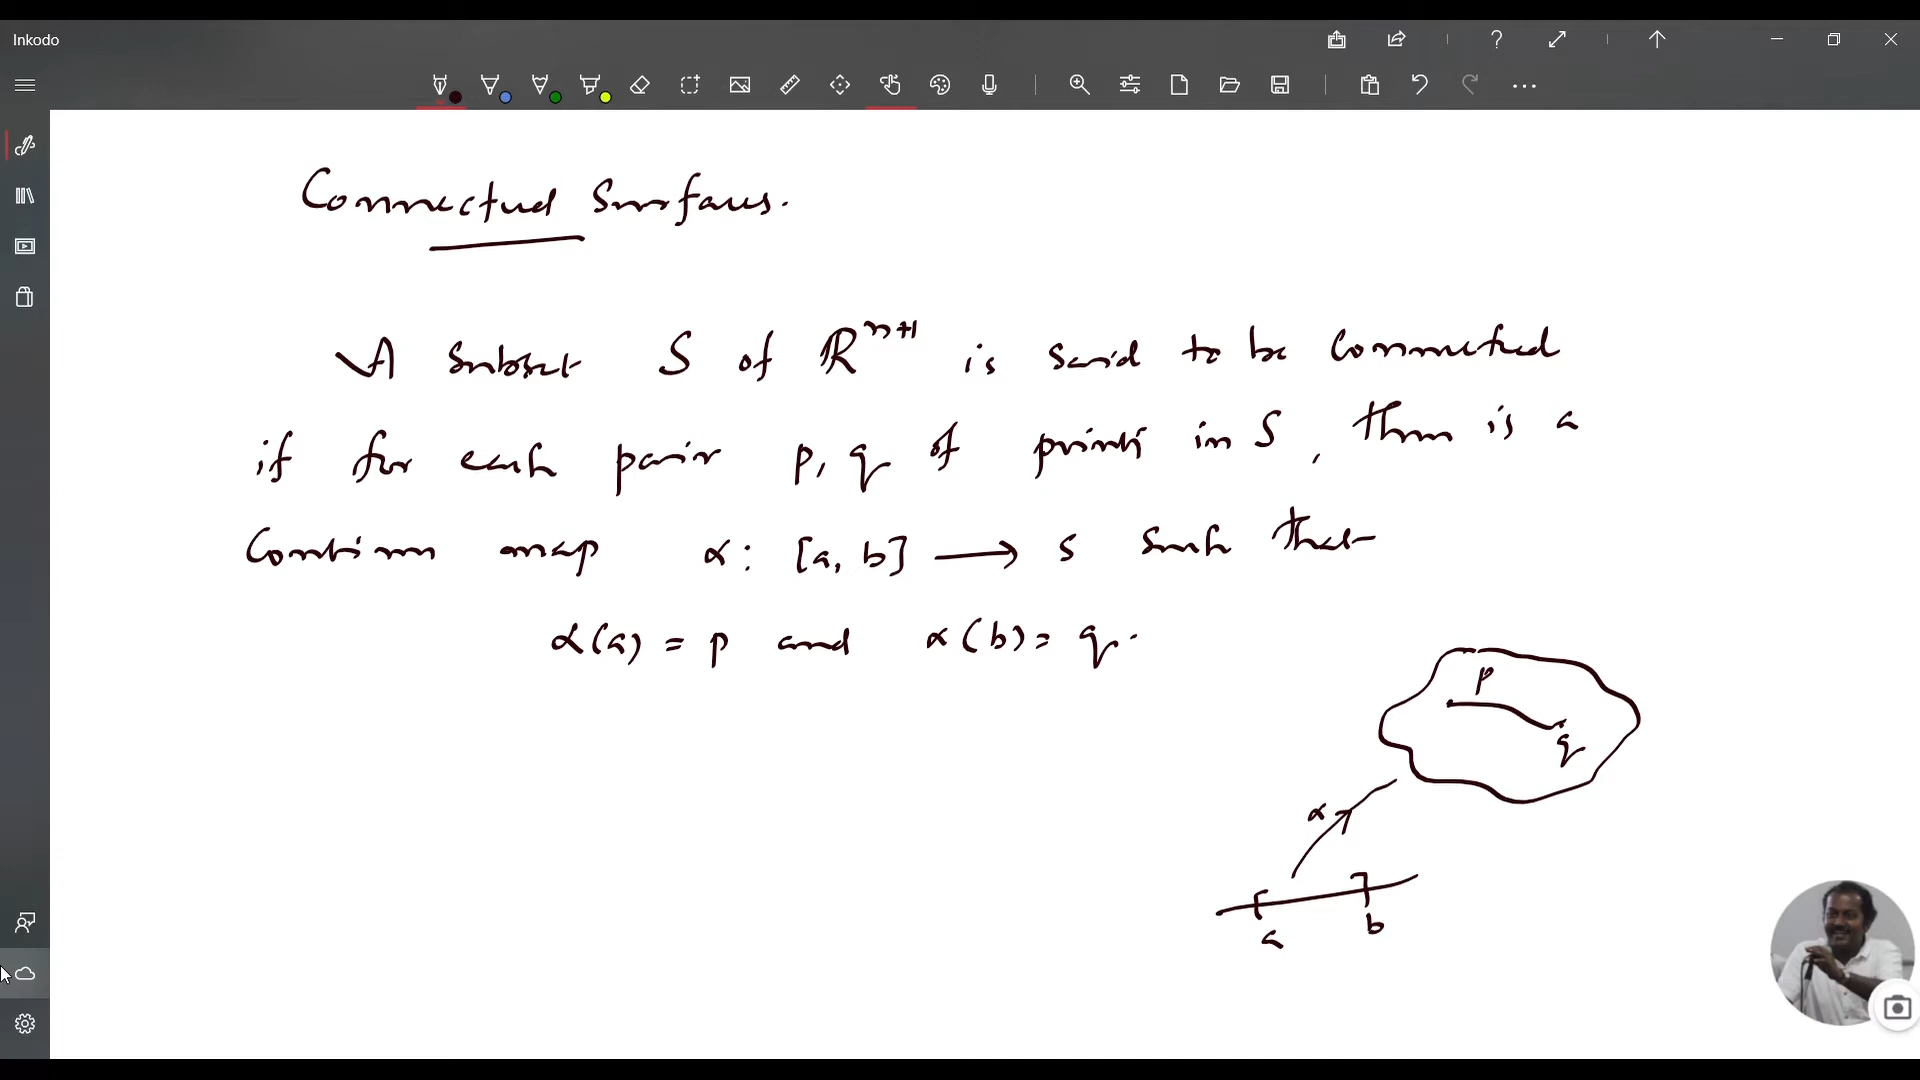 Inkodo
Connected Surfaces.
A subset S of ℝⁿ⁺¹ is said to be connected
if for each pair p, q of points in S, there is a
Continuous map α: [a, b] ⟶ S such that
α(a) = p and α(b) = q.
p
q
α
a
b